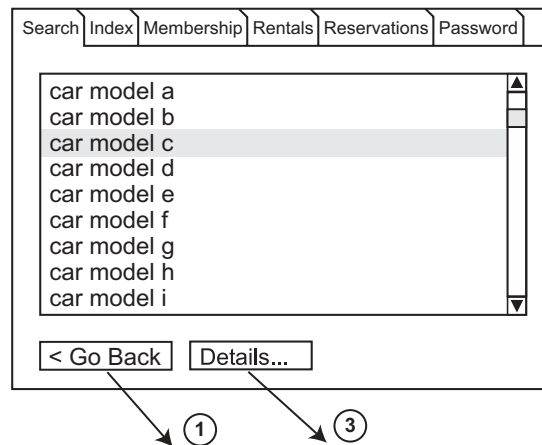 Search Index Membership Rentals Reservations Password
car model a
car model b
car model c
car model d
car model e
car model f
car model g
car model h
car model i
< Go Back Details...
1 3